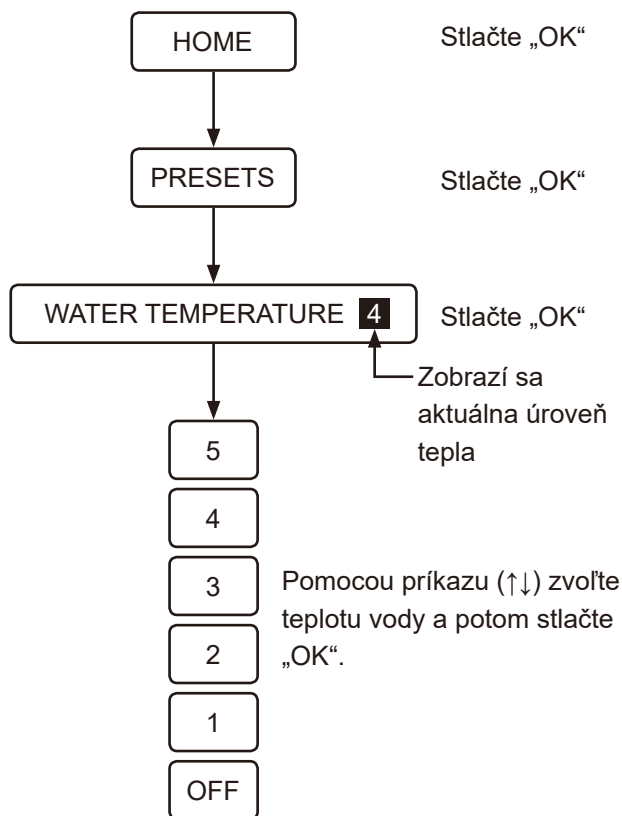 HOME
Stlačte „OK“
PRESETS
Stlačte „OK“
WATER TEMPERATURE 4
Stlačte „OK“
Zobrazí sa
aktuálna úroveň
tepla
5
4
3
2
1
OFF
Pomocou príkazu (↑↓) zvoľte
teplotu vody a potom stlačte
„OK“.